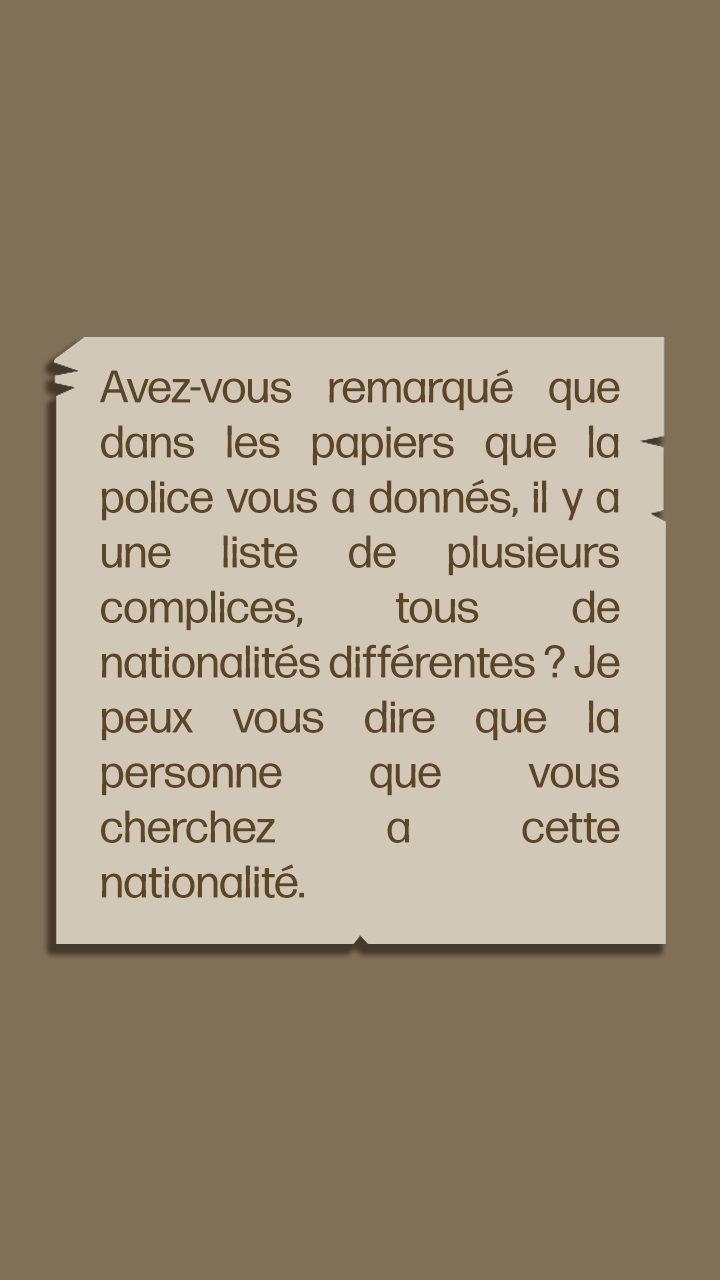 Avez-vous remarqué que
dans les papiers que la
police vous a donnés, il y a
une liste de plusieurs
complices, tous de
nationalités différentes ? Je
peux vous dire que la
personne que vous
cherchez a cette
nationalité.